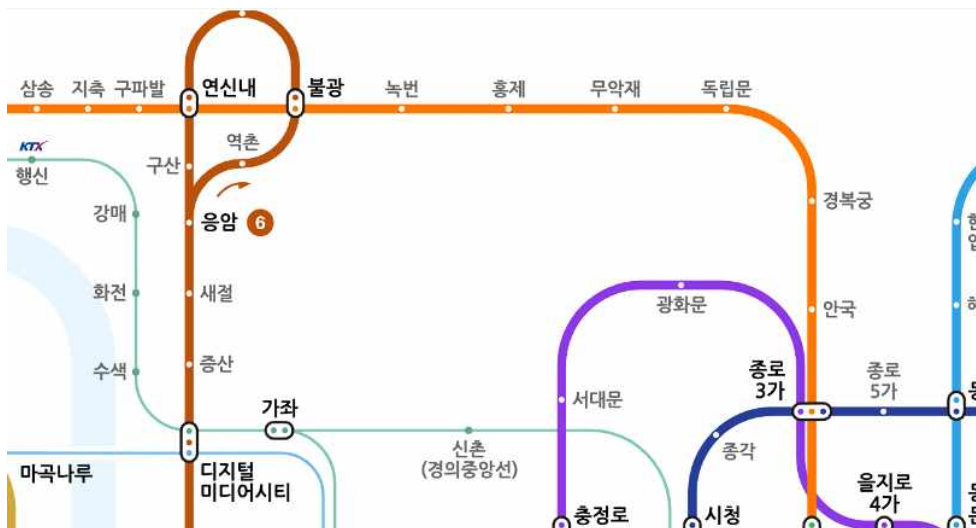 삼송
지축
구파발
연신내
불광
녹번
홍제
무악재
독립문
KTX
행신
구산
역촌
강매
응암
6
경복궁
화전
새절
광화문
안국
수색
증산
종로
3가
종로
5가
가좌
서대문
신촌
(경의중앙선)
종각
마곡나루
디지털
미디어시티
을지로
4가
충정로
시청